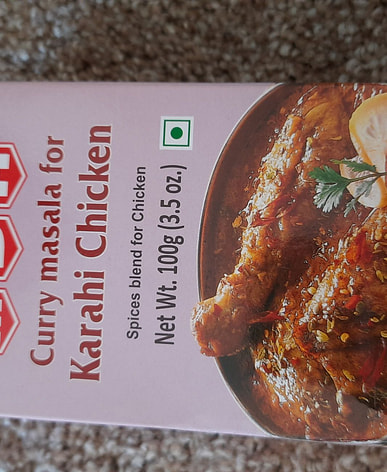 Curry masala for
Karahi Chicken
Spices blend for Chicken
Net Wt. 100g (3.5 oz.)